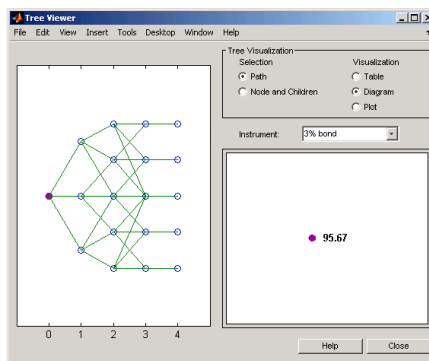 Tree Viewer
File Edit View Insert Tools Desktop Window Help
Tree Visualization
Selection
Visualization
Path
Table
Node and Children
Diagram
Plot
Instrument:
3% bond
95.67
0 1 2 3 4
Help
Close